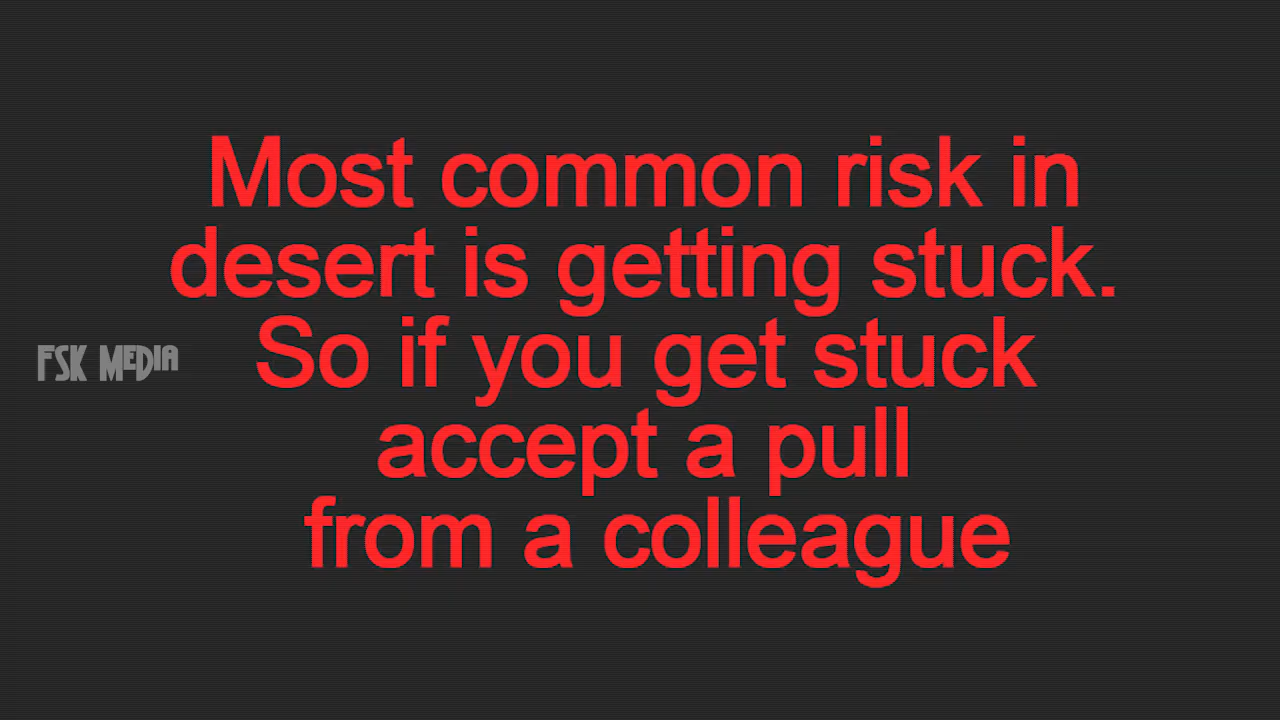 Most common risk in
desert is getting stuck.
So if you get stuck
FSK MEDIA
accept a pull
from a colleague